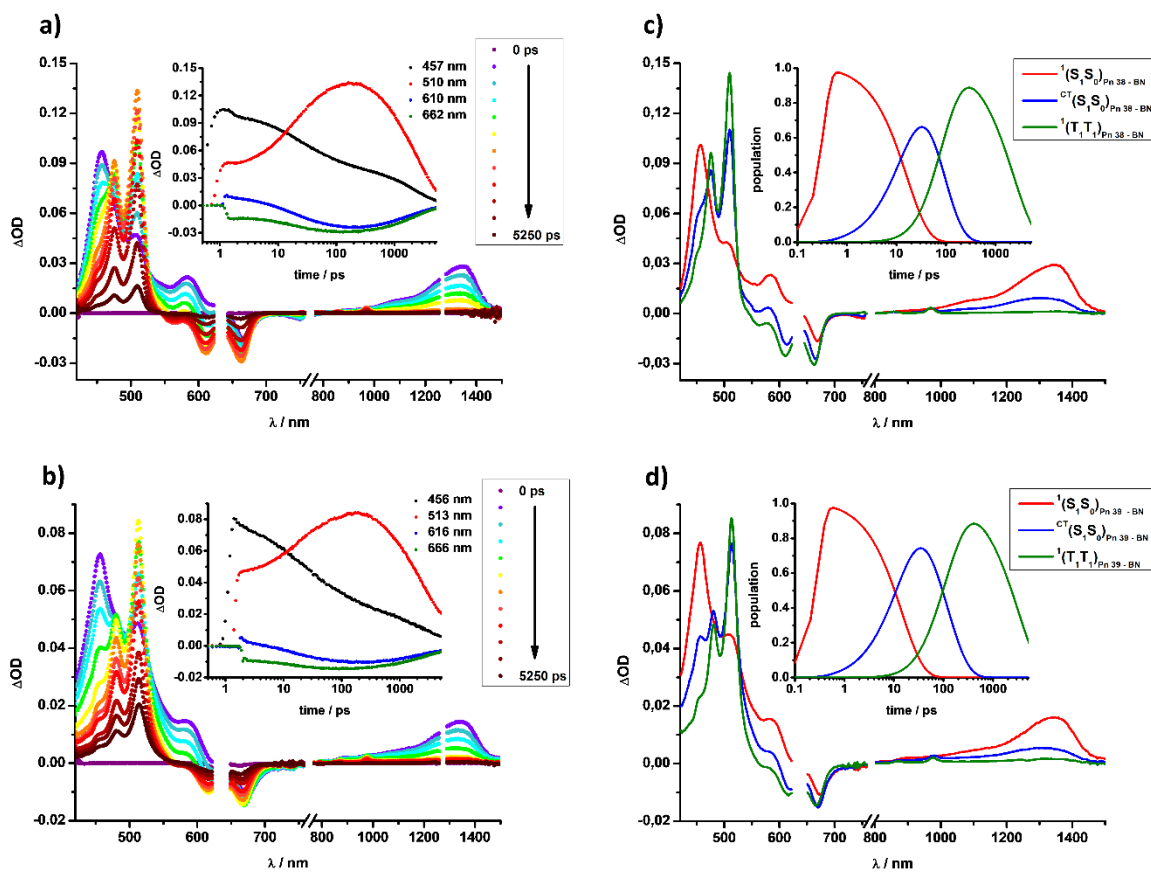 a)
0.15
0.12
0.09
0.06
0.03
0.00
-0.03
ΔOD
500
600
700
800
1000
1200
1400
λ / nm
0.15
0.12
0.09
0.06
0.03
0.00
-0.03
ΔOD
1
10
100
1000
time / ps
457 nm
510 nm
610 nm
662 nm
0 ps
5250 ps
c)
0.15
0.12
0.09
0.06
0,03
0.00
-0,03
ΔOD
500
600
700
800
1000
1200
1400
λ / nm
1.0
0.8
0.6
0.4
0.2
0.0
population
0.1
1
10
100
1000
time / ps
1(S1S0)Pn 38 - BN
CT(S1S0)Pn 38 - BN
1(T1T1)Pn 38 - BN
b)
0.08
0.06
0.04
0.02
0.00
-0.02
ΔOD
500
600
700
800
1000
1200
1400
λ / nm
0.10
0.08
0.06
0.04
0.02
0.00
-0.02
ΔOD
1
10
100
1000
time / ps
456 nm
513 nm
616 nm
666 nm
0 ps
5250 ps
d)
0.08
0.06
0.04
0.02
0.00
-0,02
ΔOD
500
600
700
800
1000
1200
1400
λ / nm
1.0
0.8
0.6
0.4
0.2
0.0
population
0.1
1
10
100
1000
time / ps
1(S1S0)Pn 39 - BN
CT(S1S0)Pn 39 - BN
1(T1T1)Pn 39 - BN